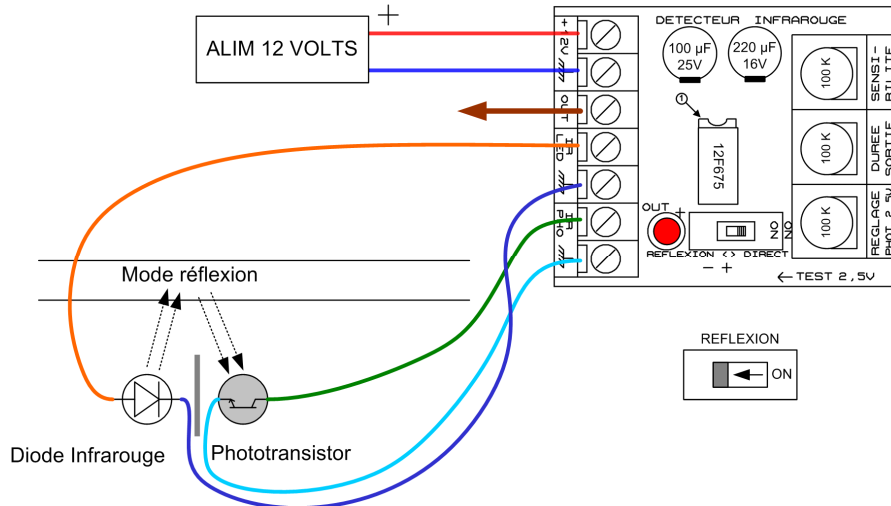 ALIM 12 VOLTS
+
+12V
OUT
IR
LED
IR
PHO
DETECTEUR INFRAROUGE
100 µF
25V
220 µF
16V
1
12F675
100 K
100 K
100 K
SENSI-
BILITE
DUREE
SORTIE
REGLAGE
PHOT 2,5V
OUT
+
NO
NO
REFLEXION <> DIRECT
- +
←TEST 2,5V
Mode réflexion
Diode Infrarouge
Phototransistor
REFLEXION
ON